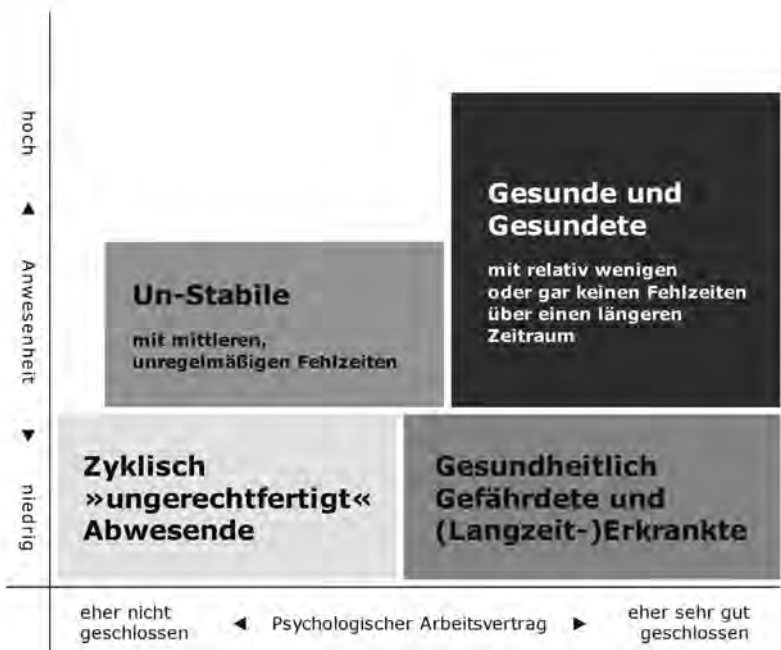 hoch
▲
Anwesenheit
▼
niedrig
Gesunde und
Gesundete
mit relativ wenigen
oder gar keinen Fehlzeiten
über einen längeren
Zeitraum
Un-Stabile
mit mittleren,
unregelmäßigen Fehlzeiten
Zyklisch
»ungerechtfertigt«
Abwesende
Gesundheitlich
Gefährdete und
(Langzeit-)Erkrankte
eher nicht
geschlossen
◄ Psychologischer Arbeitsvertrag ►
eher sehr gut
geschlossen